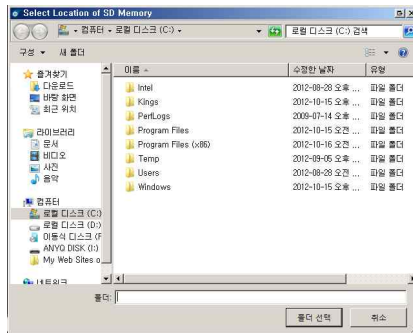 Select Location of SD Memory
컴퓨터 ▸ 로컬 디스크 (C:) ▸
로컬 디스크 (C:) 검색
구성 ▾ 새 폴더
즐겨찾기
다운로드
바탕 화면
최근 위치
라이브러리
문서
비디오
사진
음악
컴퓨터
로컬 디스크 (C:)
로컬 디스크 (D:)
이동식 디스크 (F
ANYQ DISK (I:)
My Web Sites o
네트워크
이름 수정한 날짜 유형
Intel 2012-08-28 오후 ... 파일 폴더
Kings 2012-10-15 오후 ... 파일 폴더
PerfLogs 2009-07-14 오후 ... 파일 폴더
Program Files 2012-10-15 오전 ... 파일 폴더
Program Files (x86) 2012-10-16 오전 ... 파일 폴더
Temp 2012-09-05 오후 ... 파일 폴더
Users 2012-08-28 오전 ... 파일 폴더
Windows 2012-10-15 오후 ... 파일 폴더
폴더:
폴더 선택 취소